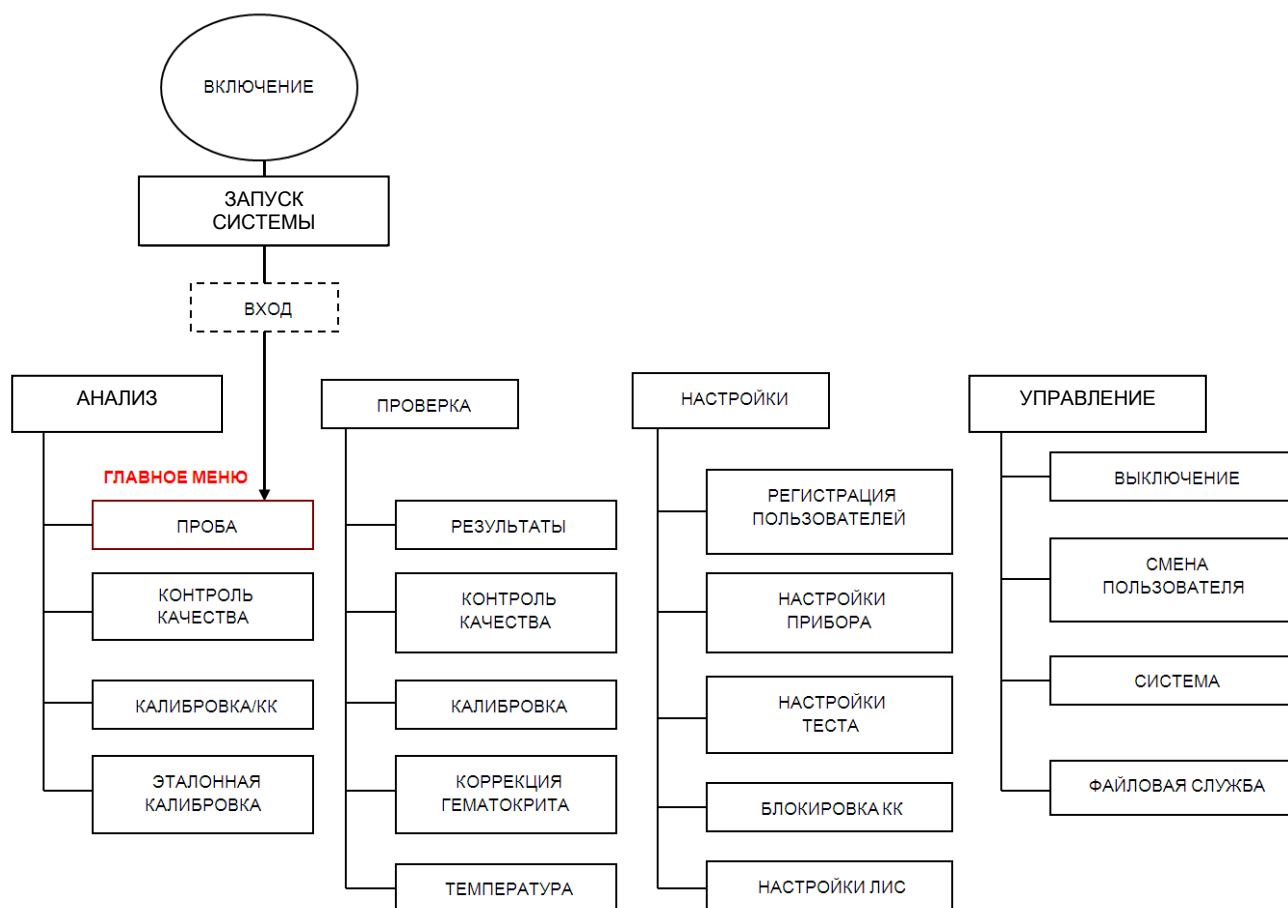 ВКЛЮЧЕНИЕ
ЗАПУСК
СИСТЕМЫ
ВХОД
АНАЛИЗ
ГЛАВНОЕ МЕНЮ
ПРОБА
КОНТРОЛЬ
КАЧЕСТВА
КАЛИБРОВКА/КК
ЭТАЛОННАЯ
КАЛИБРОВКА
ПРОВЕРКА
РЕЗУЛЬТАТЫ
КОНТРОЛЬ
КАЧЕСТВА
КАЛИБРОВКА
КОРРЕКЦИЯ
ГЕМАТОКРИТА
ТЕМПЕРАТУРА
НАСТРОЙКИ
РЕГИСТРАЦИЯ
ПОЛЬЗОВАТЕЛЕЙ
НАСТРОЙКИ
ПРИБОРА
НАСТРОЙКИ
ТЕСТА
БЛОКИРОВКА КК
НАСТРОЙКИ ЛИС
УПРАВЛЕНИЕ
ВЫКЛЮЧЕНИЕ
СМЕНА
ПОЛЬЗОВАТЕЛЯ
СИСТЕМА
ФАЙЛОВАЯ СЛУЖБА